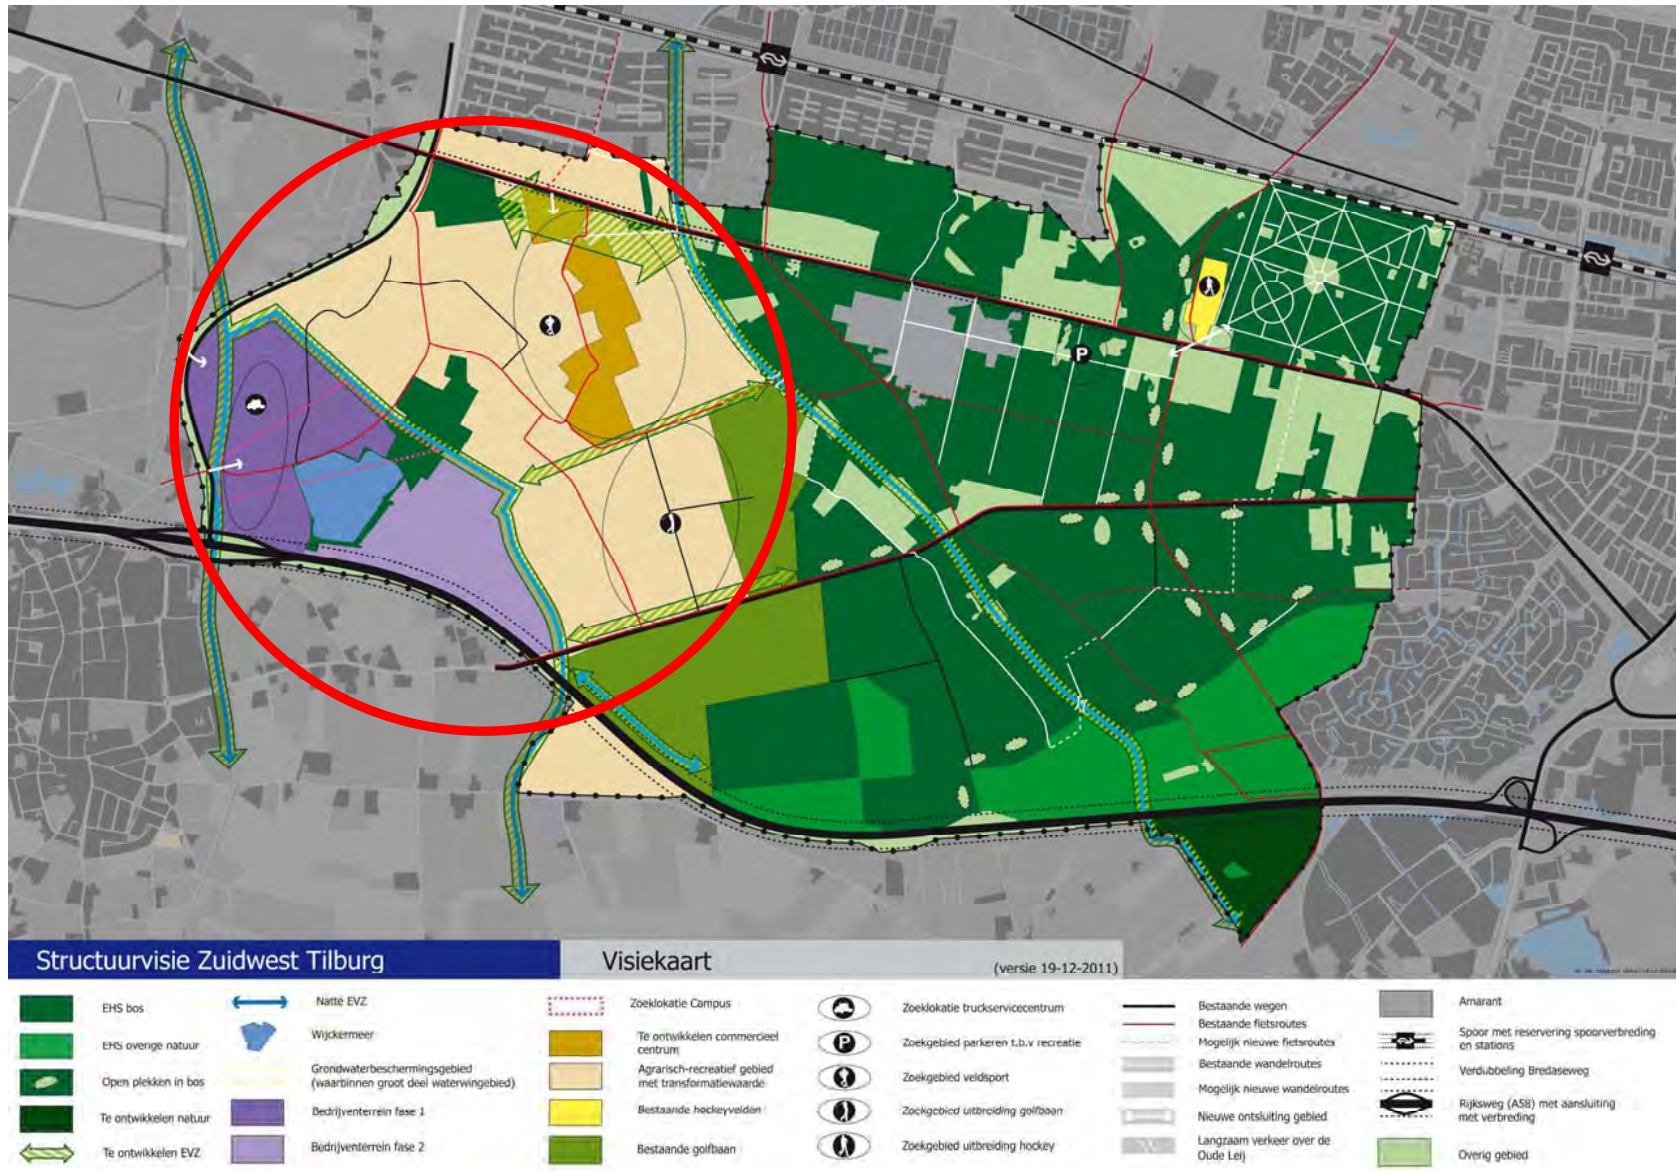 P
Structuurvisie Zuidwest Tilburg
Visiekaart
(versie 19-12-2011)
EHS bos
EHS overige natuur
Open plekken in bos
Te ontwikkelen natuur
Te ontwikkelen EVZ
Natte EVZ
Wijckermeer
Grondwaterbeschermingsgebied
(waarbinnen groot deel waterwingebied)
Bedrijventerrein fase 1
Bedrijventerrein fase 2
Zoeklokatie Campus
Te ontwikkelen commercieel
centrum
Agrarisch-recreatief gebied
met transformatiewaarde
Bestaande hockeyvelden
Bestaande golfbaan
Zoeklokatie truckservicecentrum
P
Zoekgebied parkeren t.b.v recreatie
Zoekgebied veldsport
Zoekgebied uitbreiding golfbaan
Zoekgebied uitbreiding hockey
Bestaande wegen
Bestaande fietsroutes
Mogelijk nieuwe fietsroutes
Bestaande wandelroutes
Mogelijk nieuwe wandelroutes
Nieuwe ontsluiting gebied
Langzaam verkeer over de
Oude Leij
Amarant
Spoor met reservering spoorverbreding
en stations
Verdubbeling Bredaseweg
Rijksweg (A58) met aansluiting
met verbreding
Overig gebied